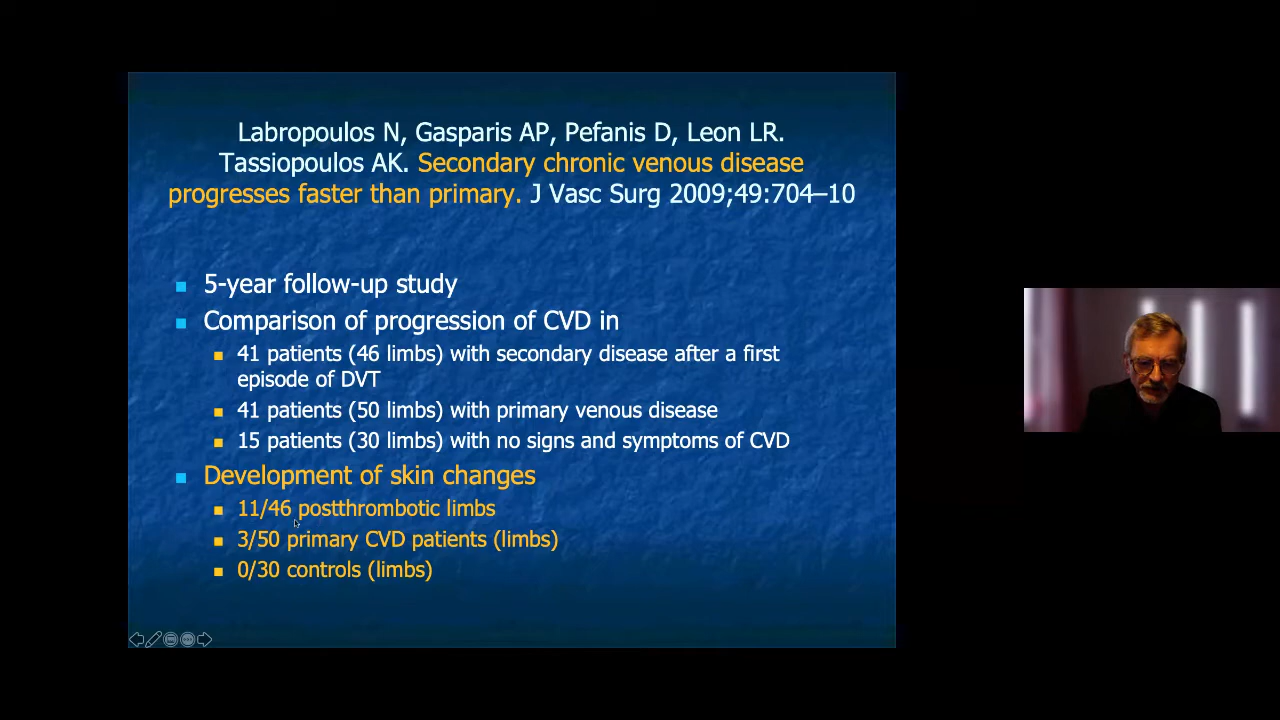 Labropoulos N, Gasparis AP, Pefanis D, Leon LR.
Tassiopoulos AK. Secondary chronic venous disease
progresses faster than primary. J Vasc Surg 2009;49:704–10
5-year follow-up study
Comparison of progression of CVD in
41 patients (46 limbs) with secondary disease after a first
episode of DVT
41 patients (50 limbs) with primary venous disease
15 patients (30 limbs) with no signs and symptoms of CVD
Development of skin changes
11/46 postthrombotic limbs
3/50 primary CVD patients (limbs)
0/30 controls (limbs)